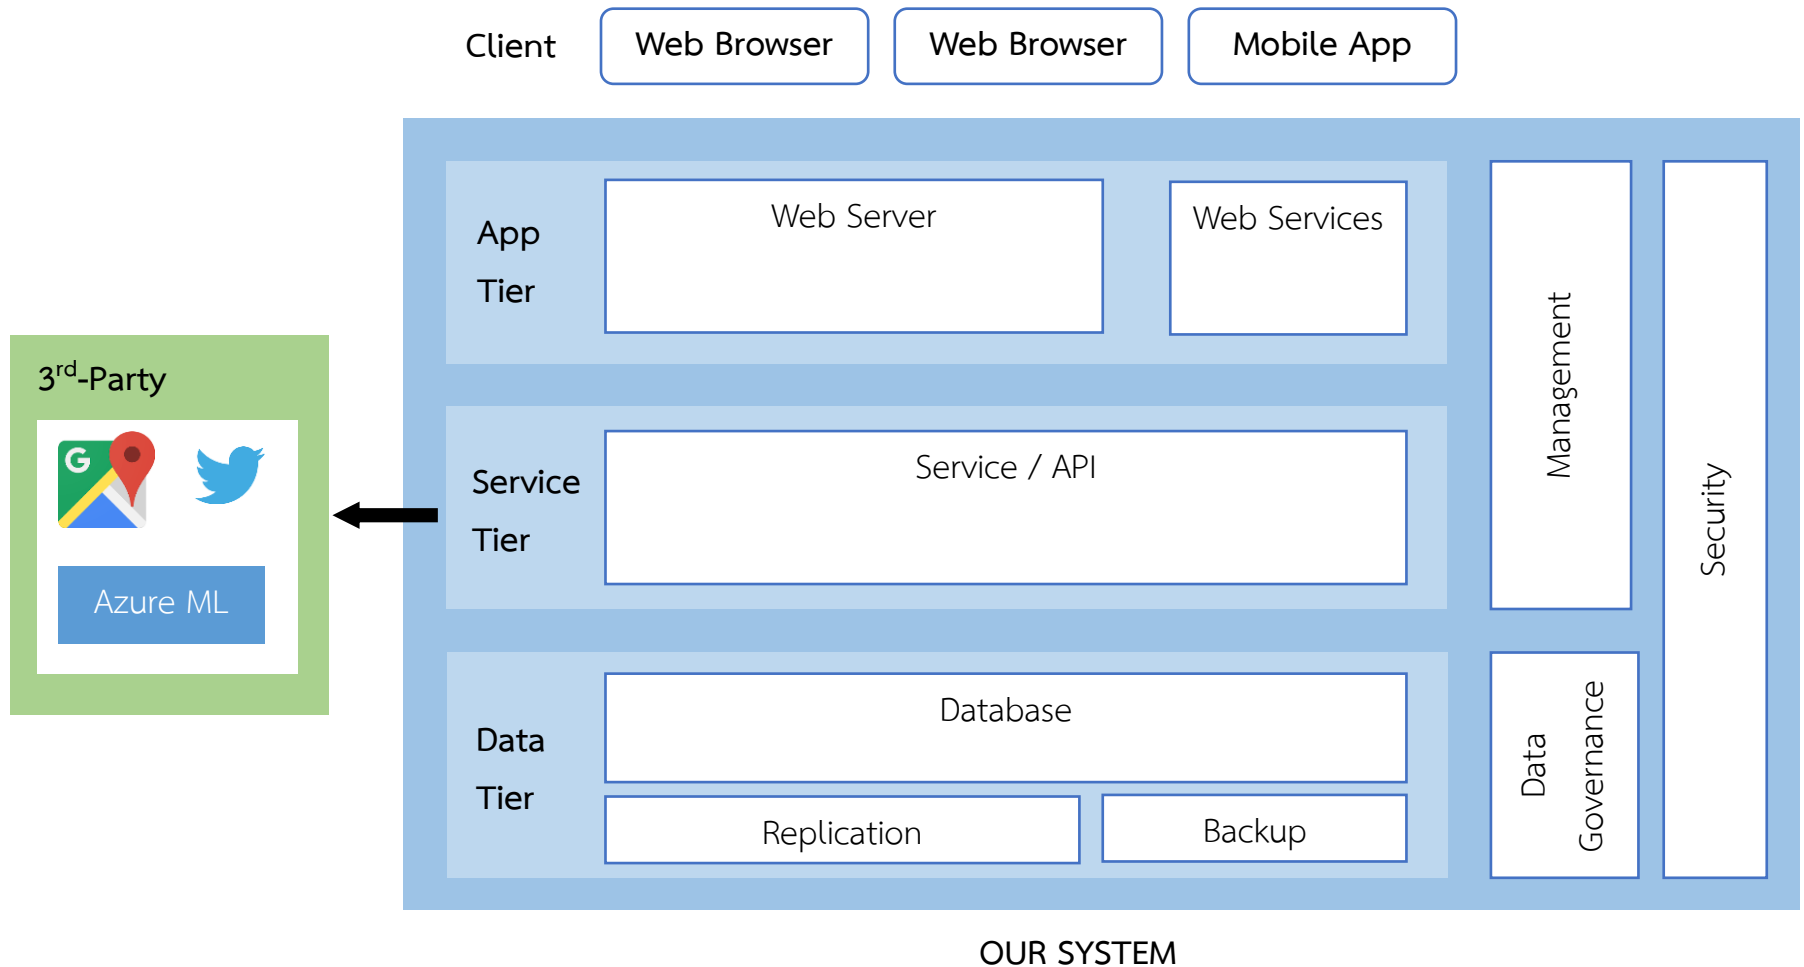 Client
Web Browser
Web Browser
Mobile App
App
Tier
Web Server
Web Services
Management
Security
3rd-Party
G
Azure ML
Service
Tier
Service / API
Data
Tier
Database
Replication
Backup
Data
Governance
OUR SYSTEM